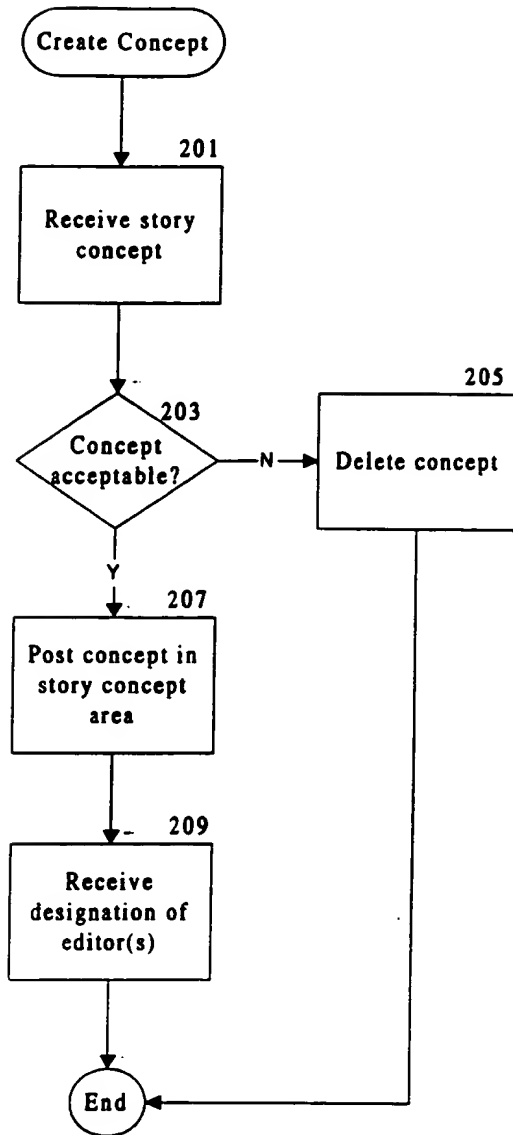 Create Concept
201
Receive story
concept
203
Concept
acceptable?
N
205
Delete concept
Y
207
Post concept in
story concept
area
209
Receive
designation of
editor(s)
End